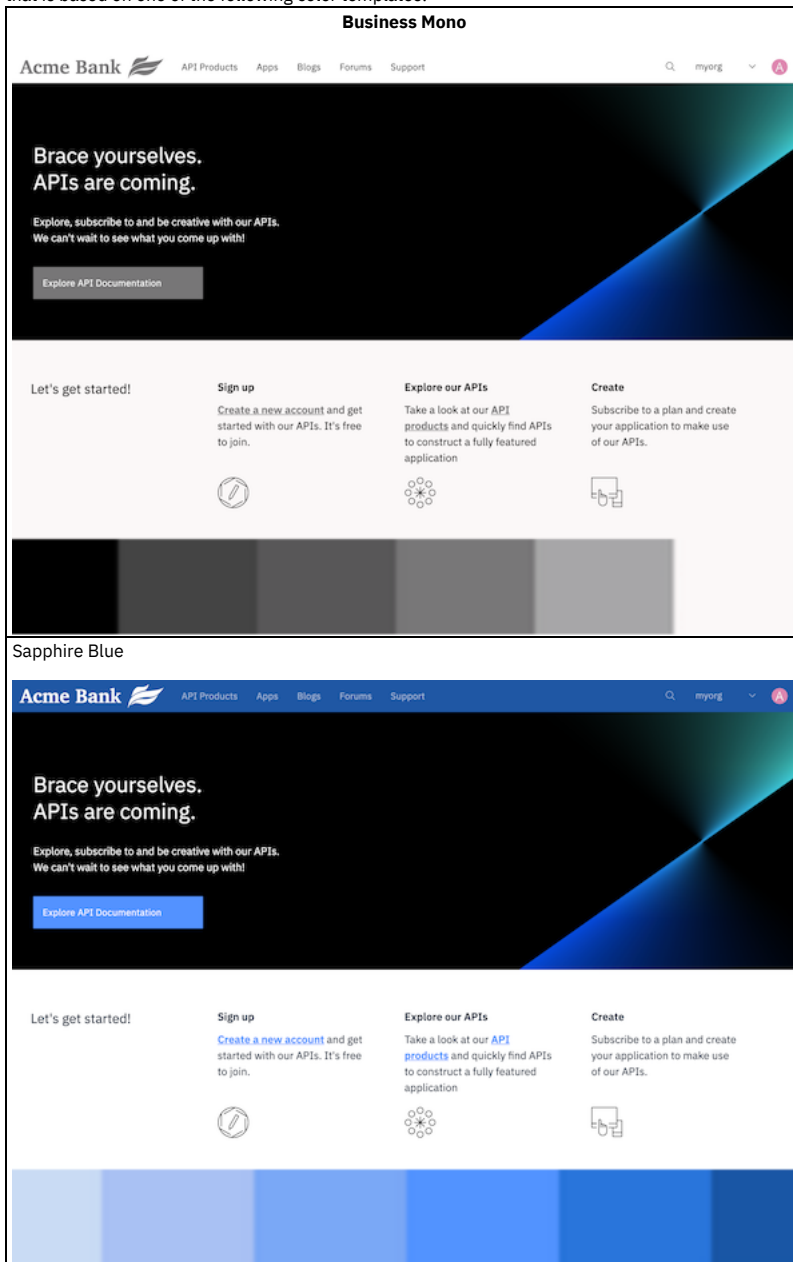 that is based on one of the following color templates:
Business Mono
Acme Bank API Products Apps Blogs Forums Support myorg A
Brace yourselves.
APIs are coming.
Explore, subscribe to and be creative with our APIs.
We can't wait to see what you come up with!
Explore API Documentation
Let's get started!
Sign up
Create a new account and get
started with our APIs. It's free
to join.
Explore our APIs
Take a look at our API
products and quickly find APIs
to construct a fully featured
application
Create
Subscribe to a plan and create
your application to make use
of our APIs.
Sapphire Blue
Acme Bank API Products Apps Blogs Forums Support myorg A
Brace yourselves.
APIs are coming.
Explore, subscribe to and be creative with our APIs.
We can't wait to see what you come up with!
Explore API Documentation
Let's get started!
Sign up
Create a new account and get
started with our APIs. It's free
to join.
Explore our APIs
Take a look at our API
products and quickly find APIs
to construct a fully featured
application
Create
Subscribe to a plan and create
your application to make use
of our APIs.